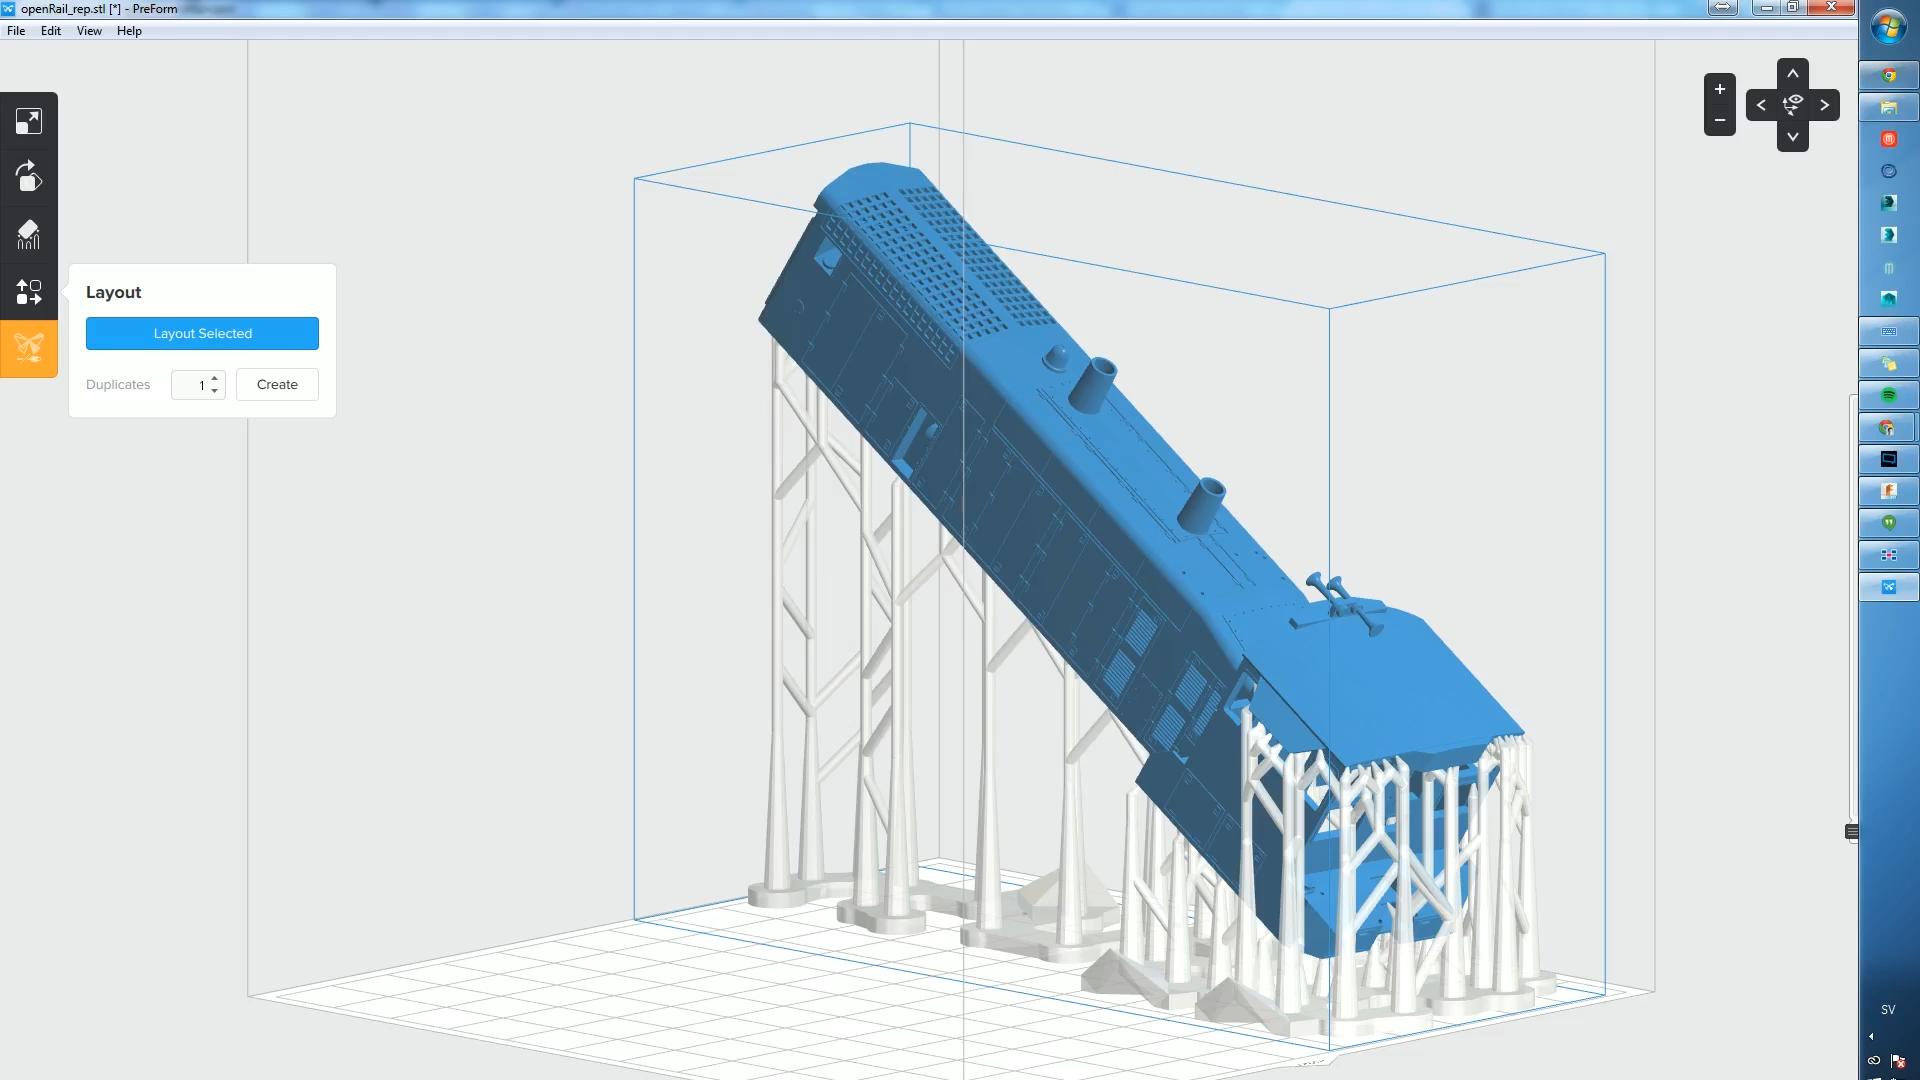 openRail_rep.stl [*] - PreForm
File Edit View Help
Layout
Layout Selected
Duplicates 1 Create
SV